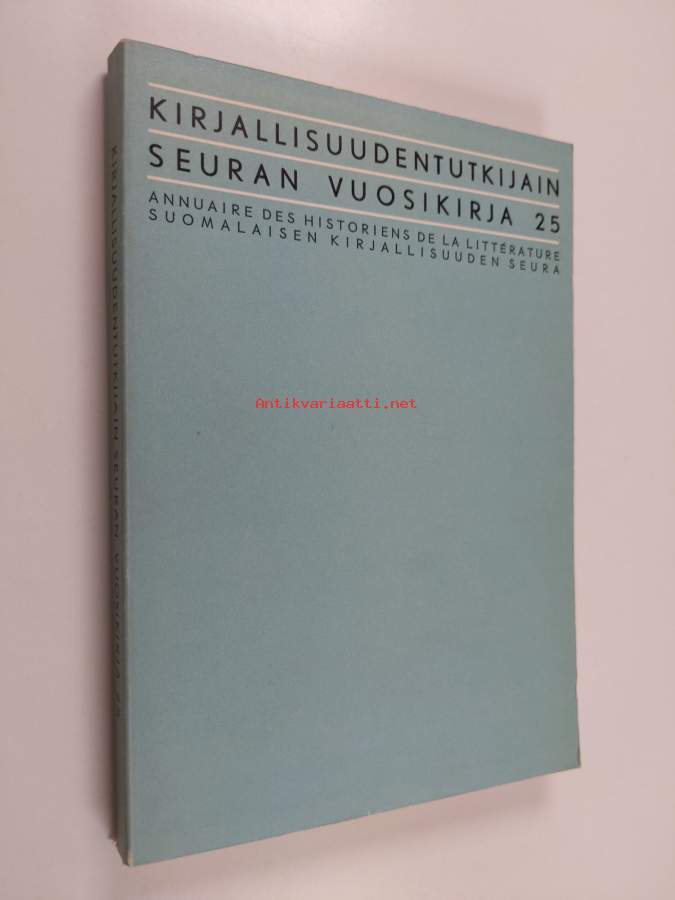 KIRJALLISUUDENTUTKIJAIN
SEURAN VUOSIKIRJA 25
ANNUAIRE DES HISTORIENS DE LA LITTÉRATURE
SUOMALAISEN KIRJALLISUUDEN SEURA
KIRJALLISUUDENTUTKIJAIN SEURAN VUOSIKIRJA 25
Antikvariaatti.net